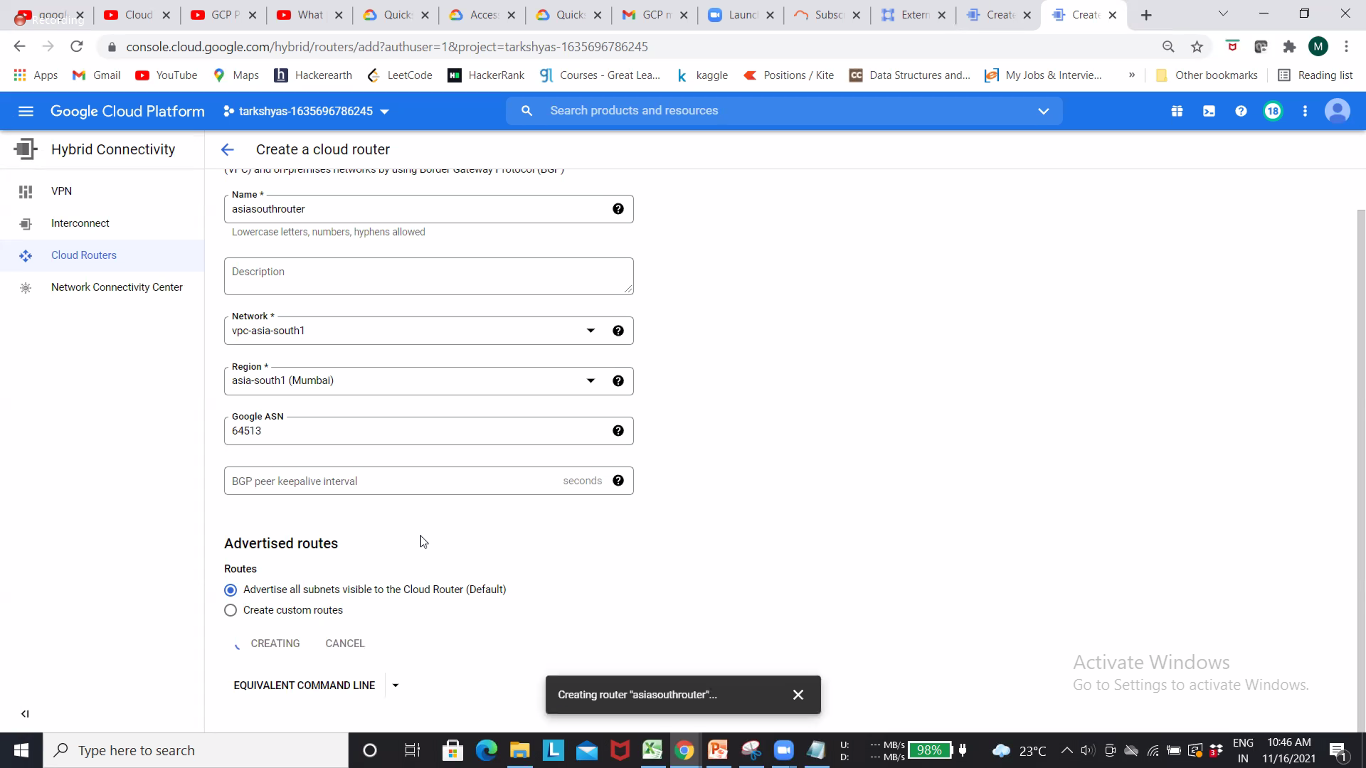 Recording
googl
Cloud
GCP P
What
Quick
Acces
Quick
GCP n
Launc
Subsc
Extern
Create
Create
console.cloud.google.com/hybrid/routers/add?authuser=1&project=tarkshyas-1635696786245
M
Apps
Gmail
YouTube
Maps
Hackerearth
LeetCode
HackerRank
Courses - Great Lea...
kaggle
Positions / Kite
Data Structures and...
My Jobs & Intervie...
»
Other bookmarks
Reading list
Google Cloud Platform
tarkshyas-1635696786245
Search products and resources
18
Hybrid Connectivity
Create a cloud router
VPN
Interconnect
Cloud Routers
Network Connectivity Center
(VPC) and on-premises networks by using Border Gateway Protocol (BGP)
Name *
asiasouthrouter
Lowercase letters, numbers, hyphens allowed
Description
Network *
vpc-asia-south1
Region *
asia-south1 (Mumbai)
Google ASN
64513
BGP peer keepalive interval
seconds
Advertised routes
Routes
Advertise all subnets visible to the Cloud Router (Default)
Create custom routes
CREATING
CANCEL
EQUIVALENT COMMAND LINE
Creating router "asiasouthrouter"...
Activate Windows
Go to Settings to activate Windows.
Type here to search
U: --- MB/s
D: --- MB/s
98%
23°C
ENG
IN
10:46 AM
11/16/2021
1